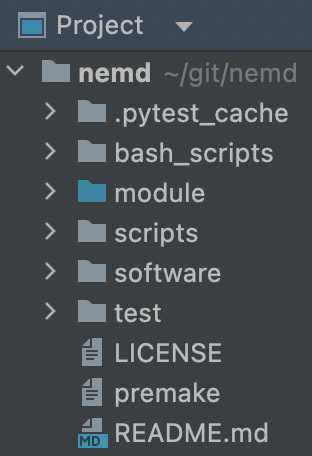 Project
nemd ~/git/nemd
.pytest_cache
bash_scripts
module
scripts
software
test
LICENSE
premake
MD README.md